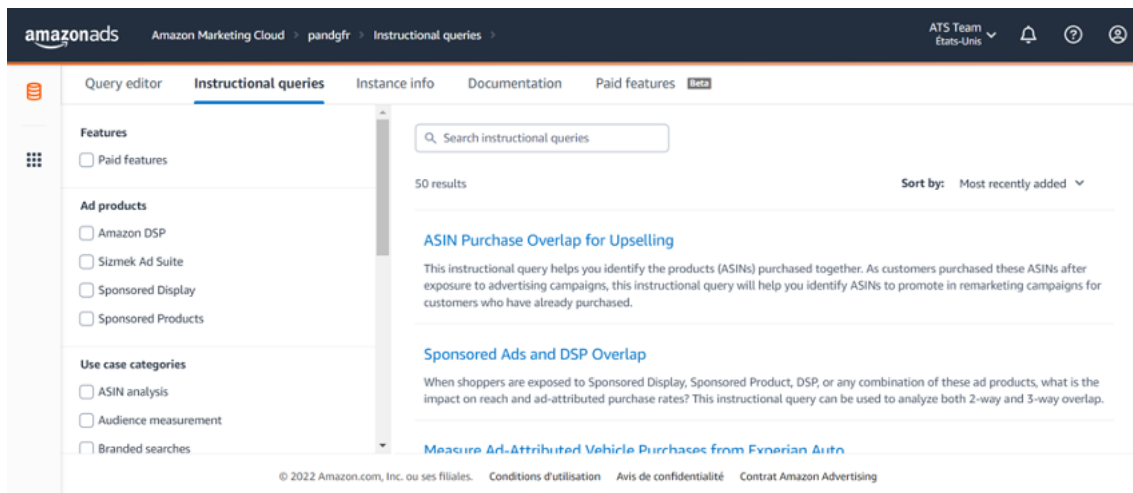 amazonads
Amazon Marketing Cloud > pandgfr > Instructional queries >
ATS Team
États-Unis
Query editor
Instructional queries
Instance info
Documentation
Paid features Beta
Features
Paid features
Ad products
Amazon DSP
Sizmek Ad Suite
Sponsored Display
Sponsored Products
Use case categories
ASIN analysis
Audience measurement
Branded searches
Search instructional queries
50 results
Sort by: Most recently added
ASIN Purchase Overlap for Upselling
This instructional query helps you identify the products (ASINs) purchased together. As customers purchased these ASINs after
exposure to advertising campaigns, this instructional query will help you identify ASINs to promote in remarketing campaigns for
customers who have already purchased.
Sponsored Ads and DSP Overlap
When shoppers are exposed to Sponsored Display, Sponsored Product, DSP, or any combination of these ad products, what is the
impact on reach and ad-attributed purchase rates? This instructional query can be used to analyze both 2-way and 3-way overlap.
Measure Ad-Attributed Vehicle Purchases from Experian Auto
© 2022 Amazon.com, Inc. ou ses filiales. Conditions d'utilisation Avis de confidentialité Contrat Amazon Advertising